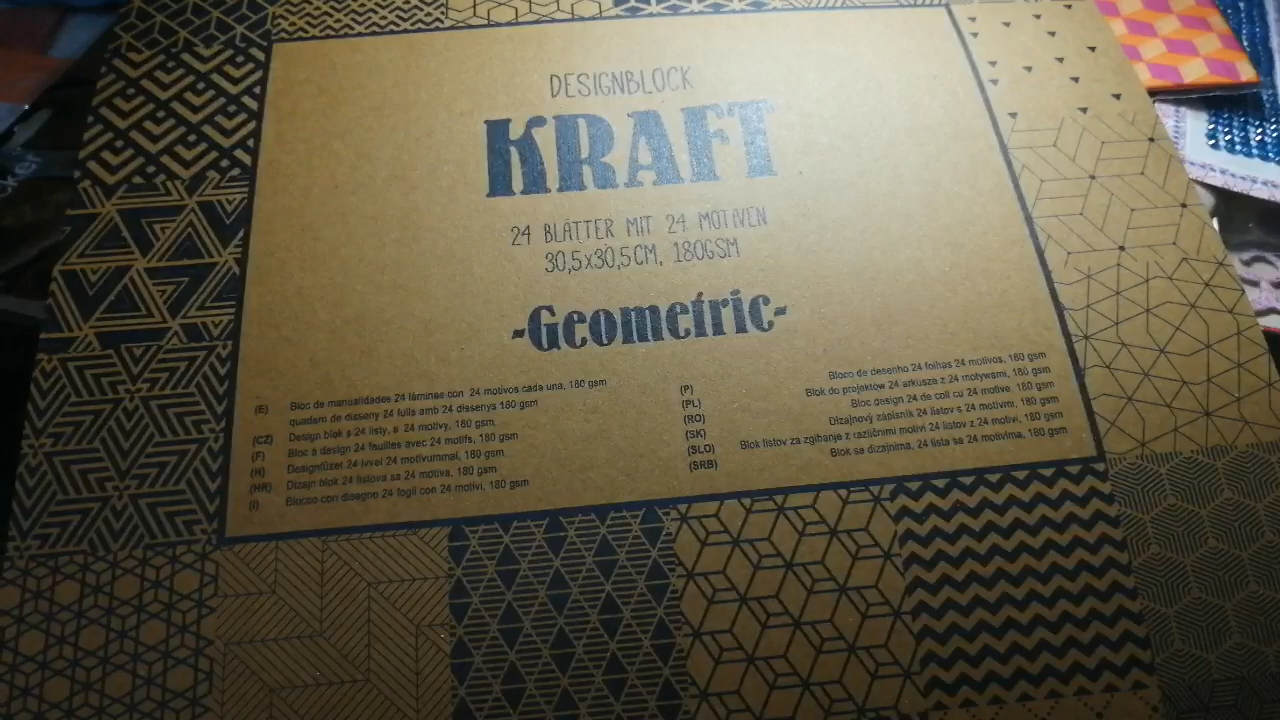 DESIGNBLOCK
KRAFT
24 BLÄTTER MIT 24 MOTIVEN
30,5x30,5CM, 180GSM
-Geometric-
(E) Bloc de manualidades 24 láminas con 24 motivos cada una, 180 gsm
quadern de disseny 24 fulls amb 24 dissenys 180 gsm
(CZ) Design blok s 24 listy, s 24 motivy, 180 gsm,
(F) Bloc à design 24 feuilles avec 24 motifs, 180 gsm
(H) Designfüzet 24 ívvel 24 motívummal, 180 gsm
(HR) Dizajn blok 24 listova sa 24 motiva, 180 gsm
(I) Blocso con disegno 24 fogli con 24 motivi, 180 gsm
(P) Bloco de desenho 24 folhas 24 motivos, 180 gsm
(PL) Blok do projektów 24 arkusze z 24 motywami, 180 gsm
(RO) Bloc design 24 de coli cu 24 motive, 180 gsm
(SK) Dizajnový zápisník 24 listov s 24 motívmi, 180 gsm
(SLO) Blok listov za zgibanje z različnimi motivi 24 listov z 24 motivi, 180 gsm
(SRB) Blok sa dizajnima, 24 lista sa 24 motivima, 180 gsm